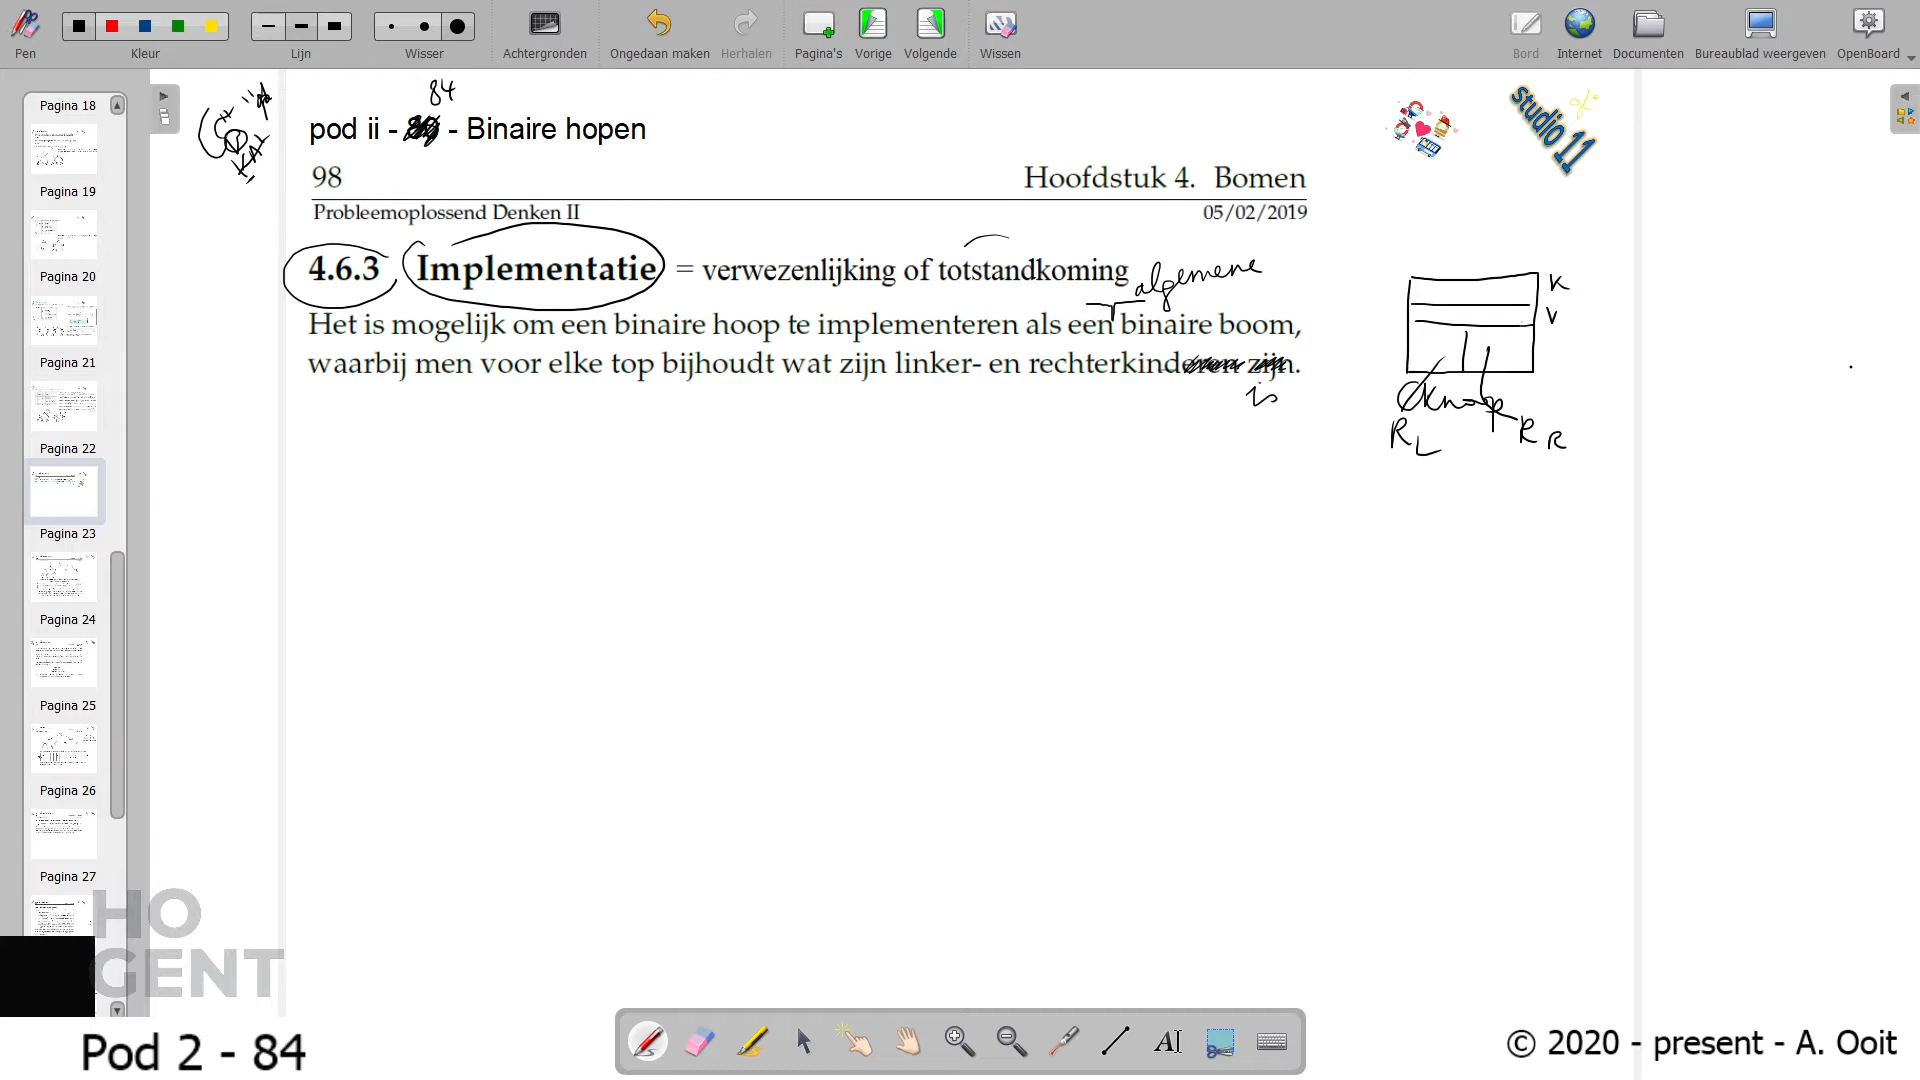 Pen
Kleur
Lijn
Wisser
Achtergronden
Ongedaan maken
Herhalen
Pagina's
Vorige
Volgende
Wissen
Bord
Internet
Documenten
Bureaublad weergeven
OpenBoard
Pagina 18
Pagina 19
Pagina 20
Pagina 21
Pagina 22
Pagina 23
Pagina 24
Pagina 25
Pagina 26
Pagina 27
84
pod ii - - Binaire hopen
studio 11
98 Hoofdstuk 4. Bomen
Probleemoplossend Denken II 05/02/2019
4.6.3 Implementatie = verwezenlijking of totstandkoming
algemene
Het is mogelijk om een binaire hoop te implementeren als een binaire boom,
waarbij men voor elke top bijhoudt wat zijn linker- en rechterkinderen zijn.
is
K
V
knoop
R L
R R
HO
GENT
Pod 2 - 84
© 2020 - present - A. Ooit